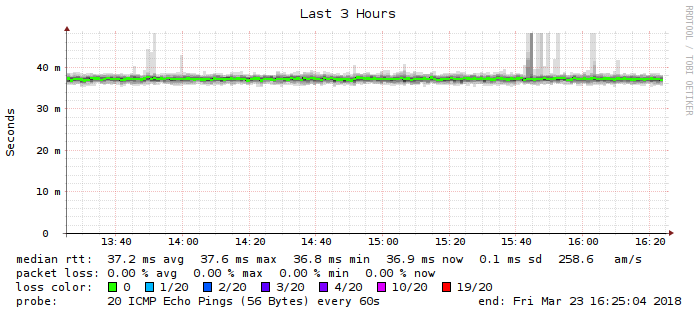 Last 3 Hours
RRDTOOL / TOBI OETIKER
Seconds
40 m
30 m
20 m
10 m
0
13:40 14:00 14:20 14:40 15:00 15:20 15:40 16:00 16:20
median rtt: 37.2 ms avg 37.6 ms max 36.8 ms min 36.9 ms now 0.1 ms sd 258.6 am/s
packet loss: 0.00 % avg 0.00 % max 0.00 % min 0.00 % now
loss color: 0 1/20 2/20 3/20 4/20 10/20 19/20
probe: 20 ICMP Echo Pings (56 Bytes) every 60s end: Fri Mar 23 16:25:04 2018